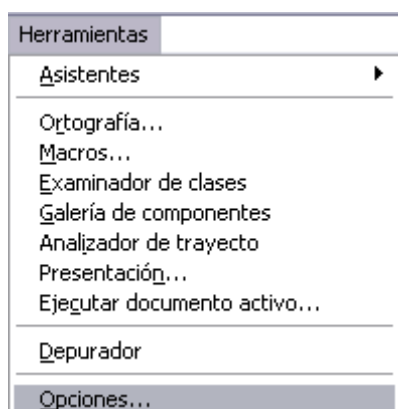 Herramientas
Asistentes
Ortografía...
Macros...
Examinador de clases
Galería de componentes
Analizador de trayecto
Presentación...
Ejecutar documento activo...
Depurador
Opciones...